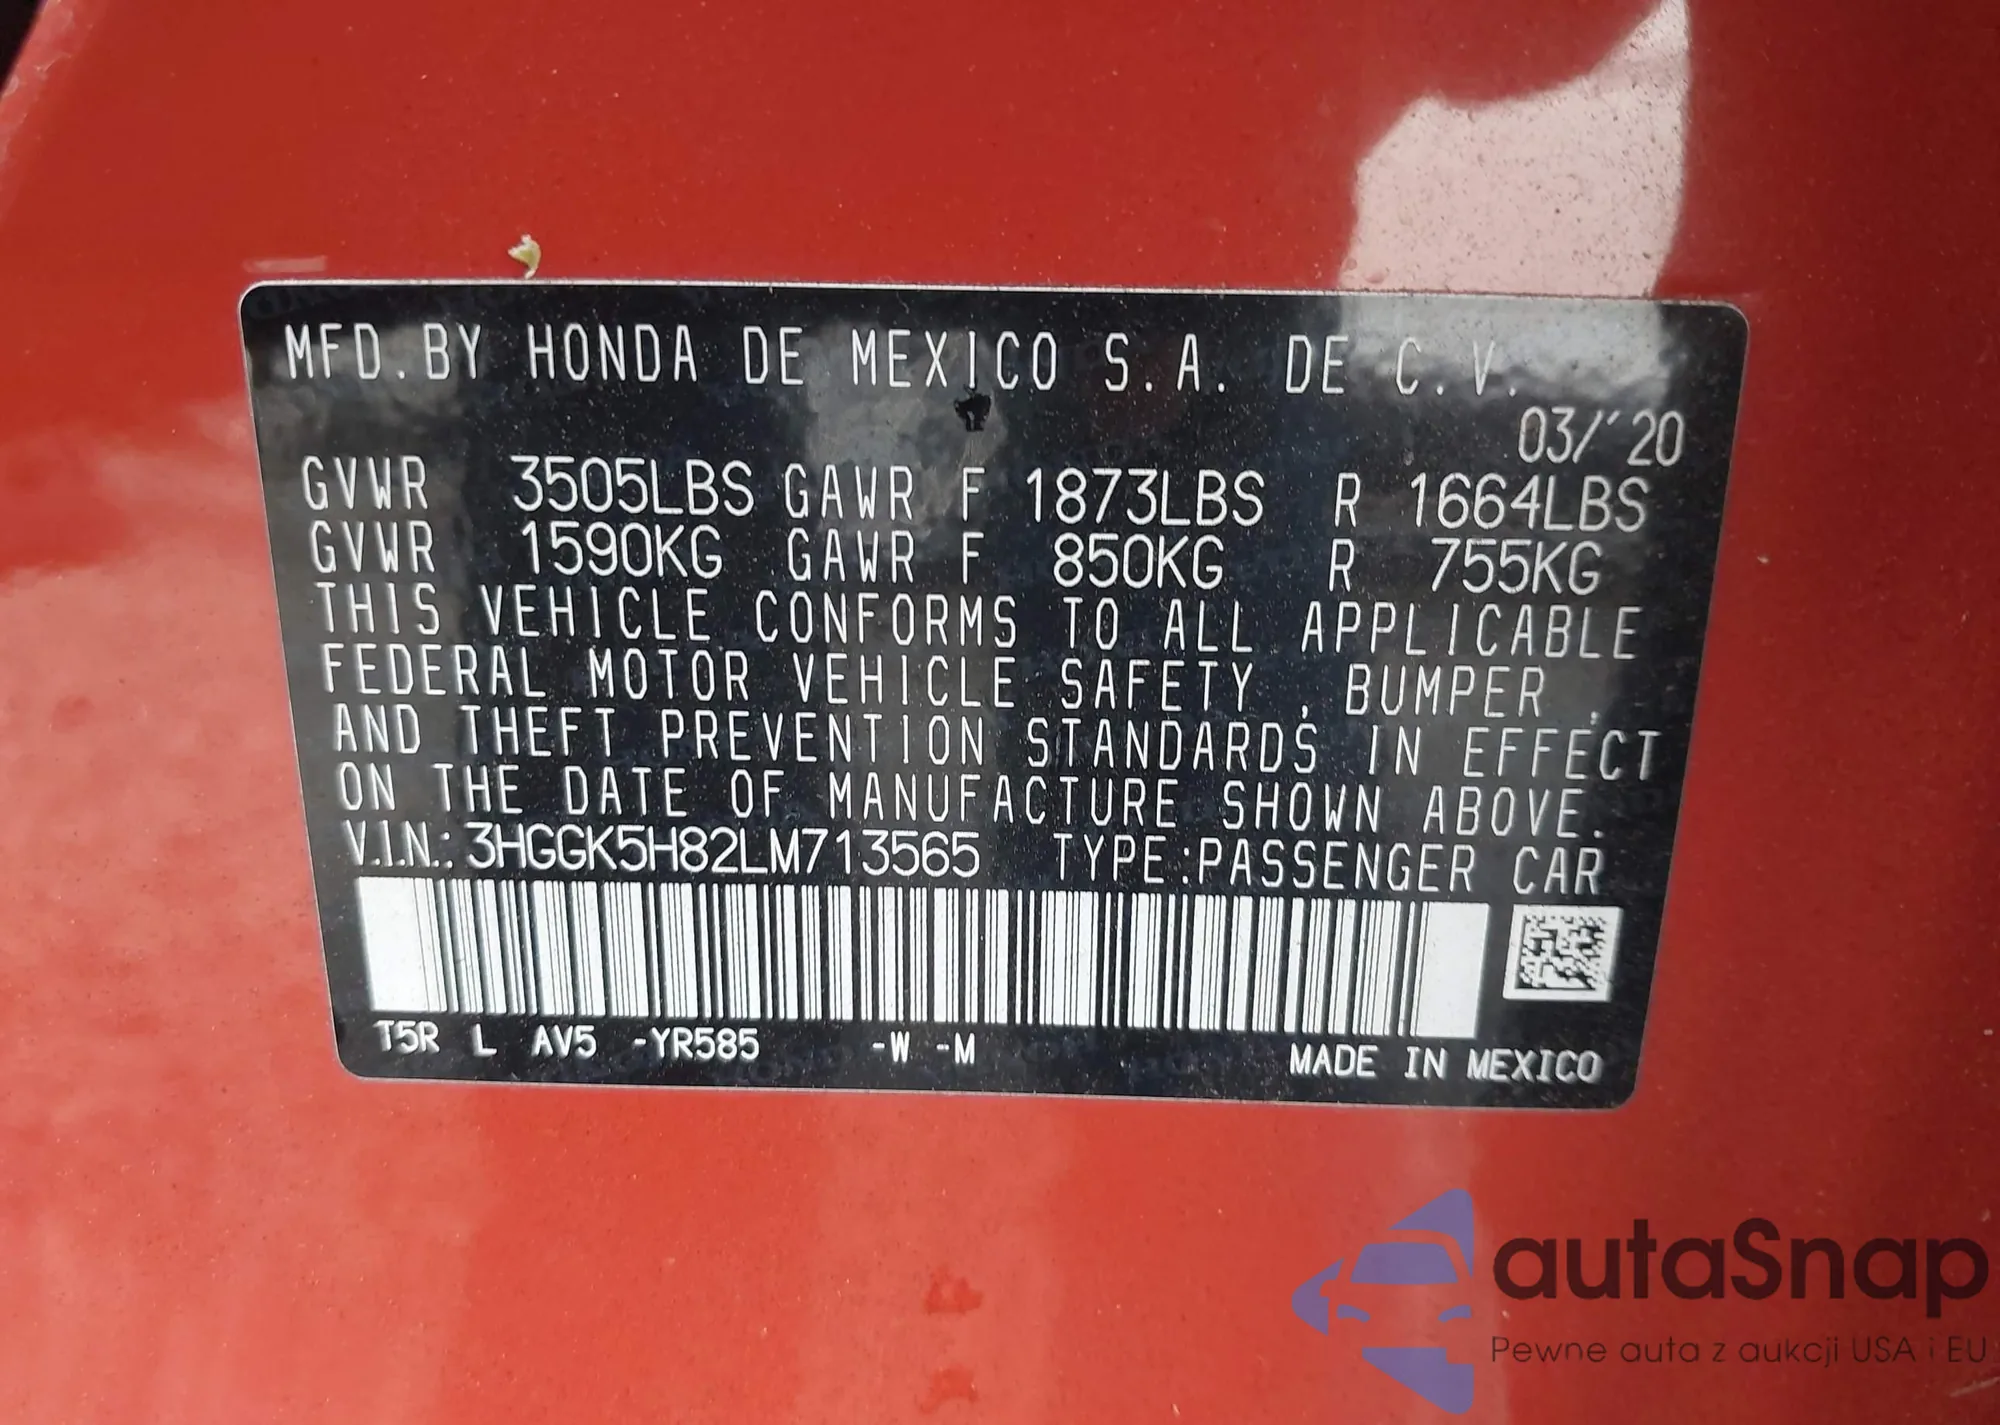 MFD. BY HONDA DE MEXICO S.A. DE C.V.
03/'20
GVWR 3505LBS GAWR F 1873LBS R 1664LBS
GVWR 1590KG GAWR F 850KG R 755KG
THIS VEHICLE CONFORMS TO ALL APPLICABLE
FEDERAL MOTOR VEHICLE SAFETY , BUMPER ,
AND THEFT PREVENTION STANDARDS IN EFFECT
ON THE DATE OF MANUFACTURE SHOWN ABOVE.
V.I.N.: 3HGGK5H82LM713565 TYPE:PASSENGER CAR
T5R L AV5 -YR585 -W -M
MADE IN MEXICO
autaSnap
Pewne auta z aukcji USA i EU